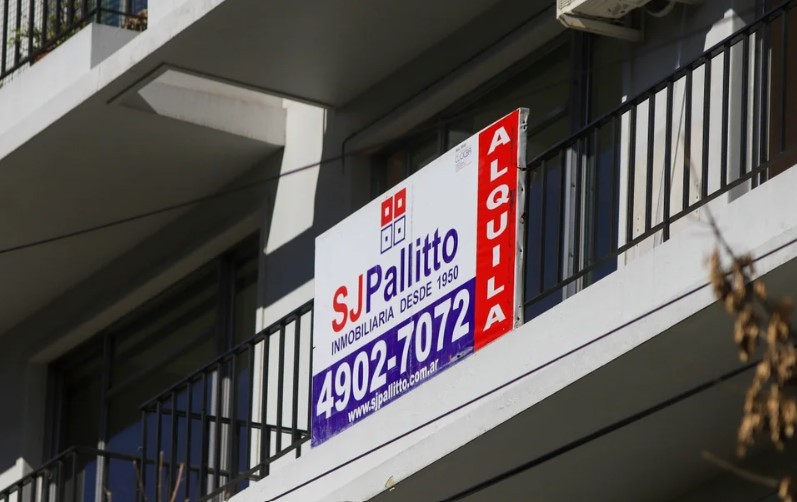 SJPallitto
INMOBILIARIA DESDE 1950
4902-7072
www.sjpallitto.com.ar
ALQUILA